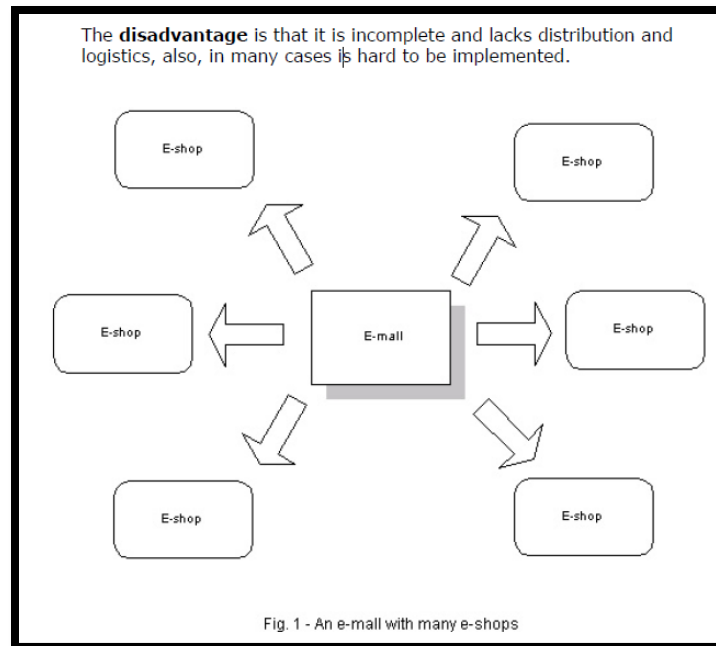 The disadvantage is that it is incomplete and lacks distribution and
logistics, also, in many cases is hard to be implemented.
E-shop
E-shop
E-shop
E-mall
E-shop
E-shop
E-shop
Fig. 1 - An e-mall with many e-shops